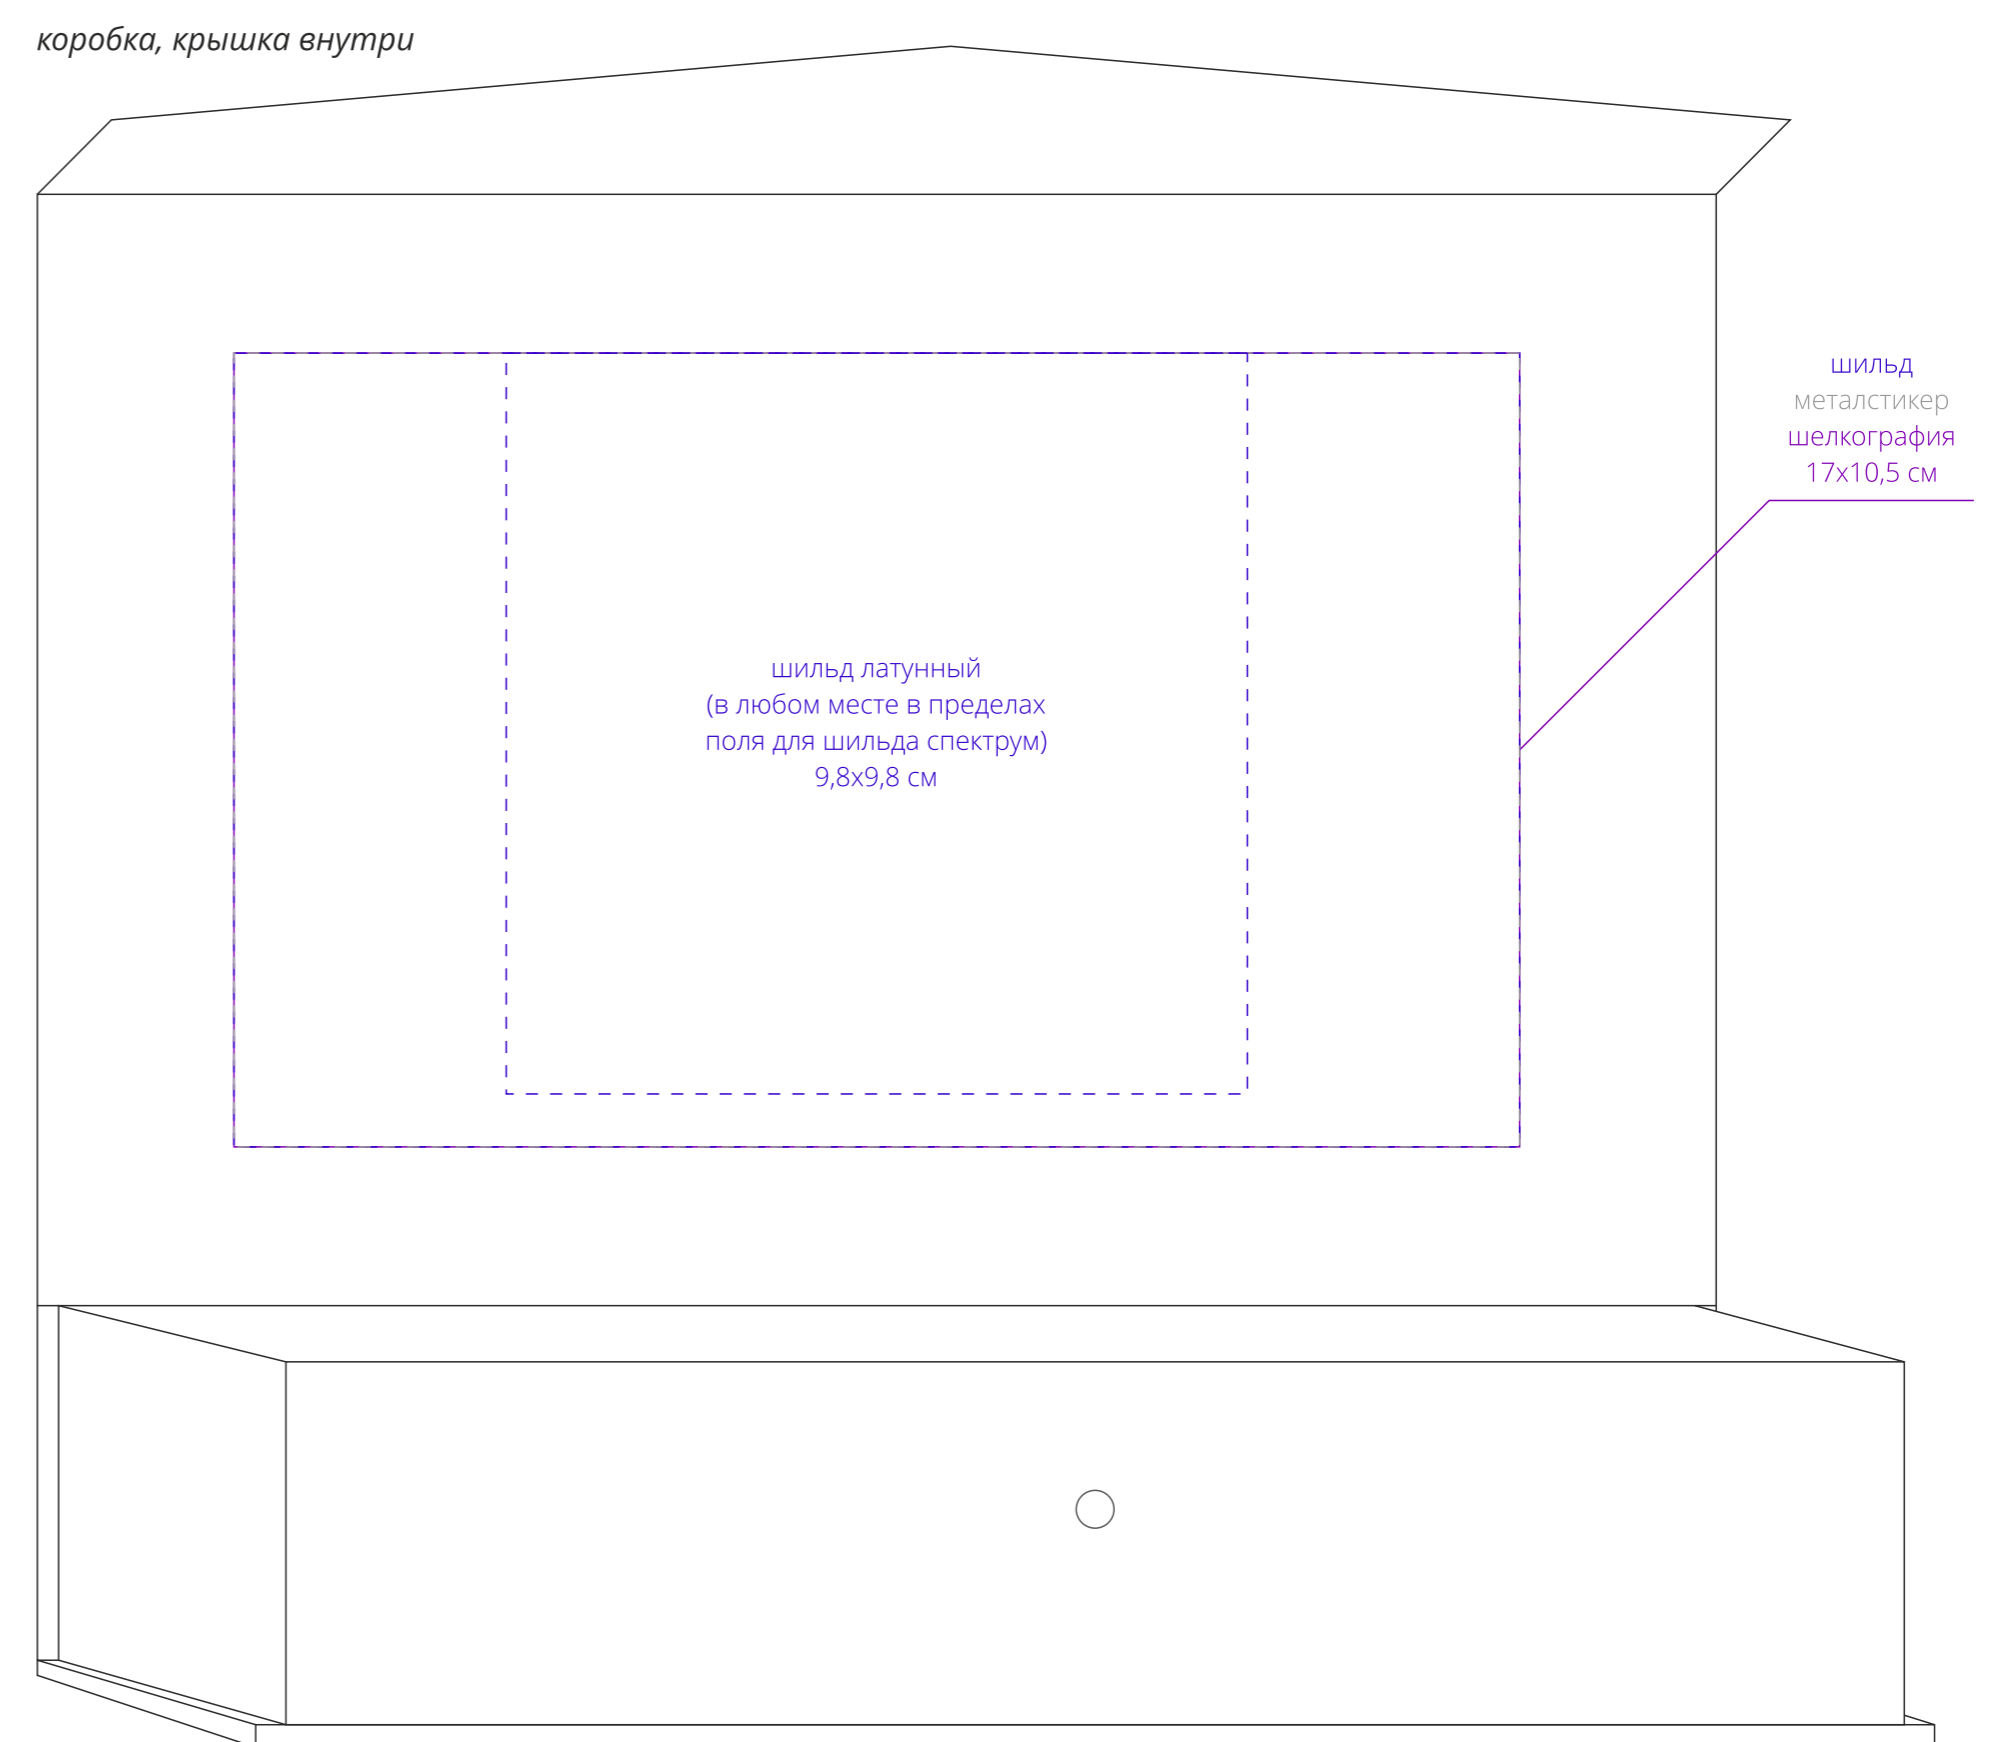 коробка, крышка внутри
шильд
металстикер
шелкография
17х10,5 см
шильд латунный
(в любом месте в пределах
поля для шильда спектрум)
9,8х9,8 см